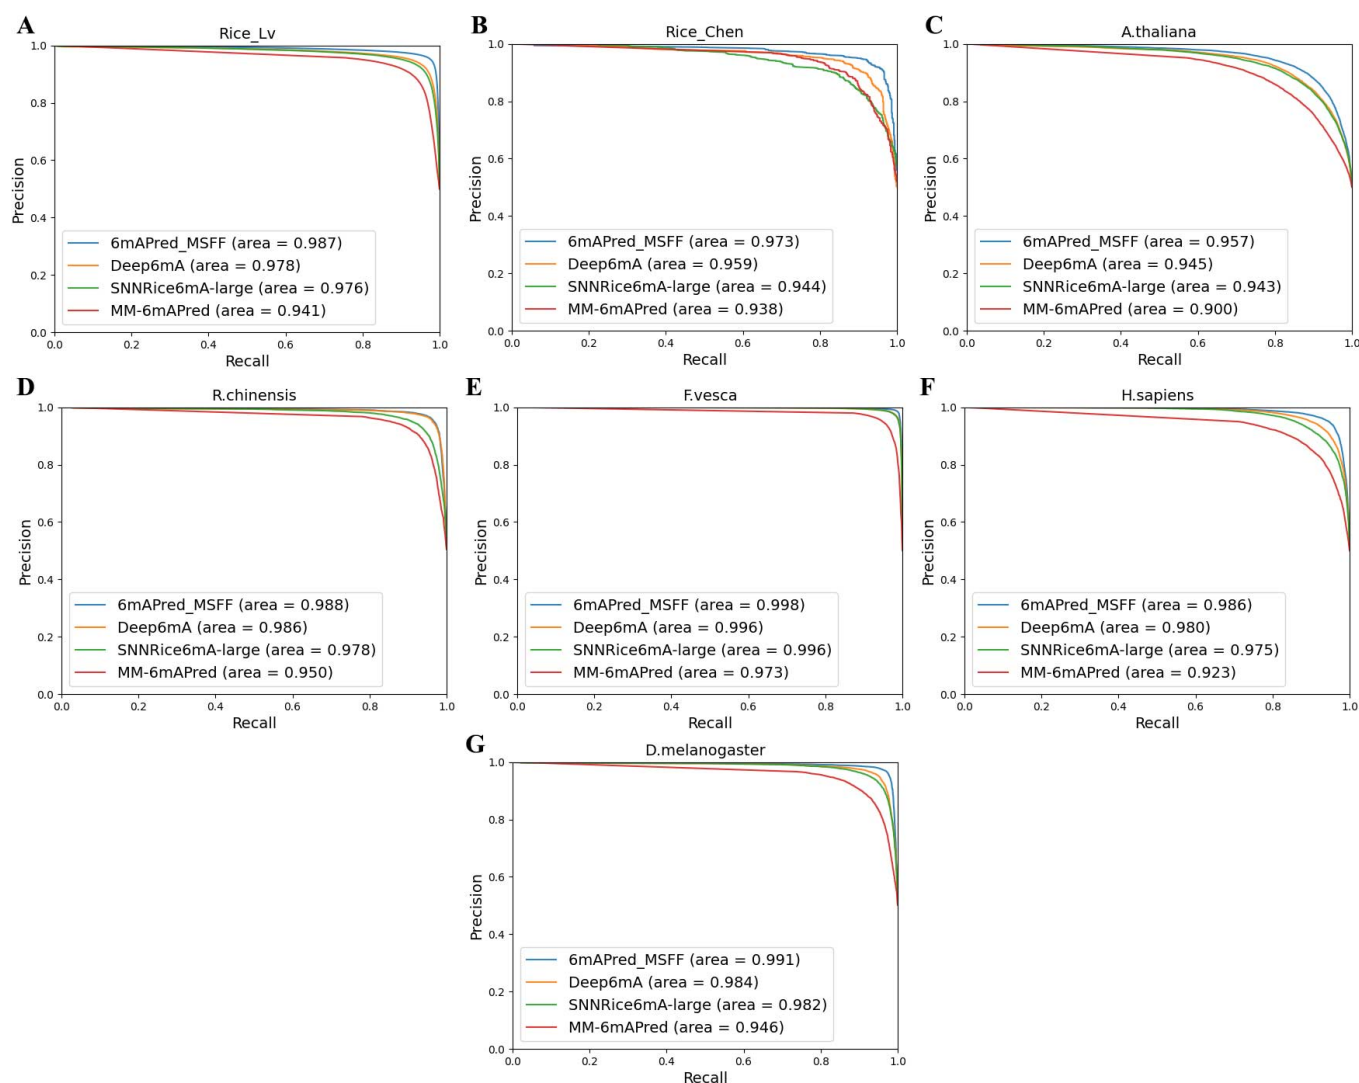 A
Rice_Lv
1.0
0.8
0.6
0.4
0.2
0.0
Precision
6mAPred_MSFF (area = 0.987)
Deep6mA (area = 0.978)
SNNRice6mA-large (area = 0.976)
MM-6mAPred (area = 0.941)
0.0 0.2 0.4 0.6 0.8 1.0
Recall
B
Rice_Chen
1.0
0.8
0.6
0.4
0.2
0.0
Precision
6mAPred_MSFF (area = 0.973)
Deep6mA (area = 0.959)
SNNRice6mA-large (area = 0.944)
MM-6mAPred (area = 0.938)
0.0 0.2 0.4 0.6 0.8 1.0
Recall
C
A.thaliana
1.0
0.8
0.6
0.4
0.2
0.0
Precision
6mAPred_MSFF (area = 0.957)
Deep6mA (area = 0.945)
SNNRice6mA-large (area = 0.943)
MM-6mAPred (area = 0.900)
0.0 0.2 0.4 0.6 0.8 1.0
Recall
D
R.chinensis
1.0
0.8
0.6
0.4
0.2
0.0
Precision
6mAPred_MSFF (area = 0.988)
Deep6mA (area = 0.986)
SNNRice6mA-large (area = 0.978)
MM-6mAPred (area = 0.950)
0.0 0.2 0.4 0.6 0.8 1.0
Recall
E
F.vesca
1.0
0.8
0.6
0.4
0.2
0.0
Precision
6mAPred_MSFF (area = 0.998)
Deep6mA (area = 0.996)
SNNRice6mA-large (area = 0.996)
MM-6mAPred (area = 0.973)
0.0 0.2 0.4 0.6 0.8 1.0
Recall
F
H.sapiens
1.0
0.8
0.6
0.4
0.2
0.0
Precision
6mAPred_MSFF (area = 0.986)
Deep6mA (area = 0.980)
SNNRice6mA-large (area = 0.975)
MM-6mAPred (area = 0.923)
0.0 0.2 0.4 0.6 0.8 1.0
Recall
G
D.melanogaster
1.0
0.8
0.6
0.4
0.2
0.0
Precision
6mAPred_MSFF (area = 0.991)
Deep6mA (area = 0.984)
SNNRice6mA-large (area = 0.982)
MM-6mAPred (area = 0.946)
0.0 0.2 0.4 0.6 0.8 1.0
Recall